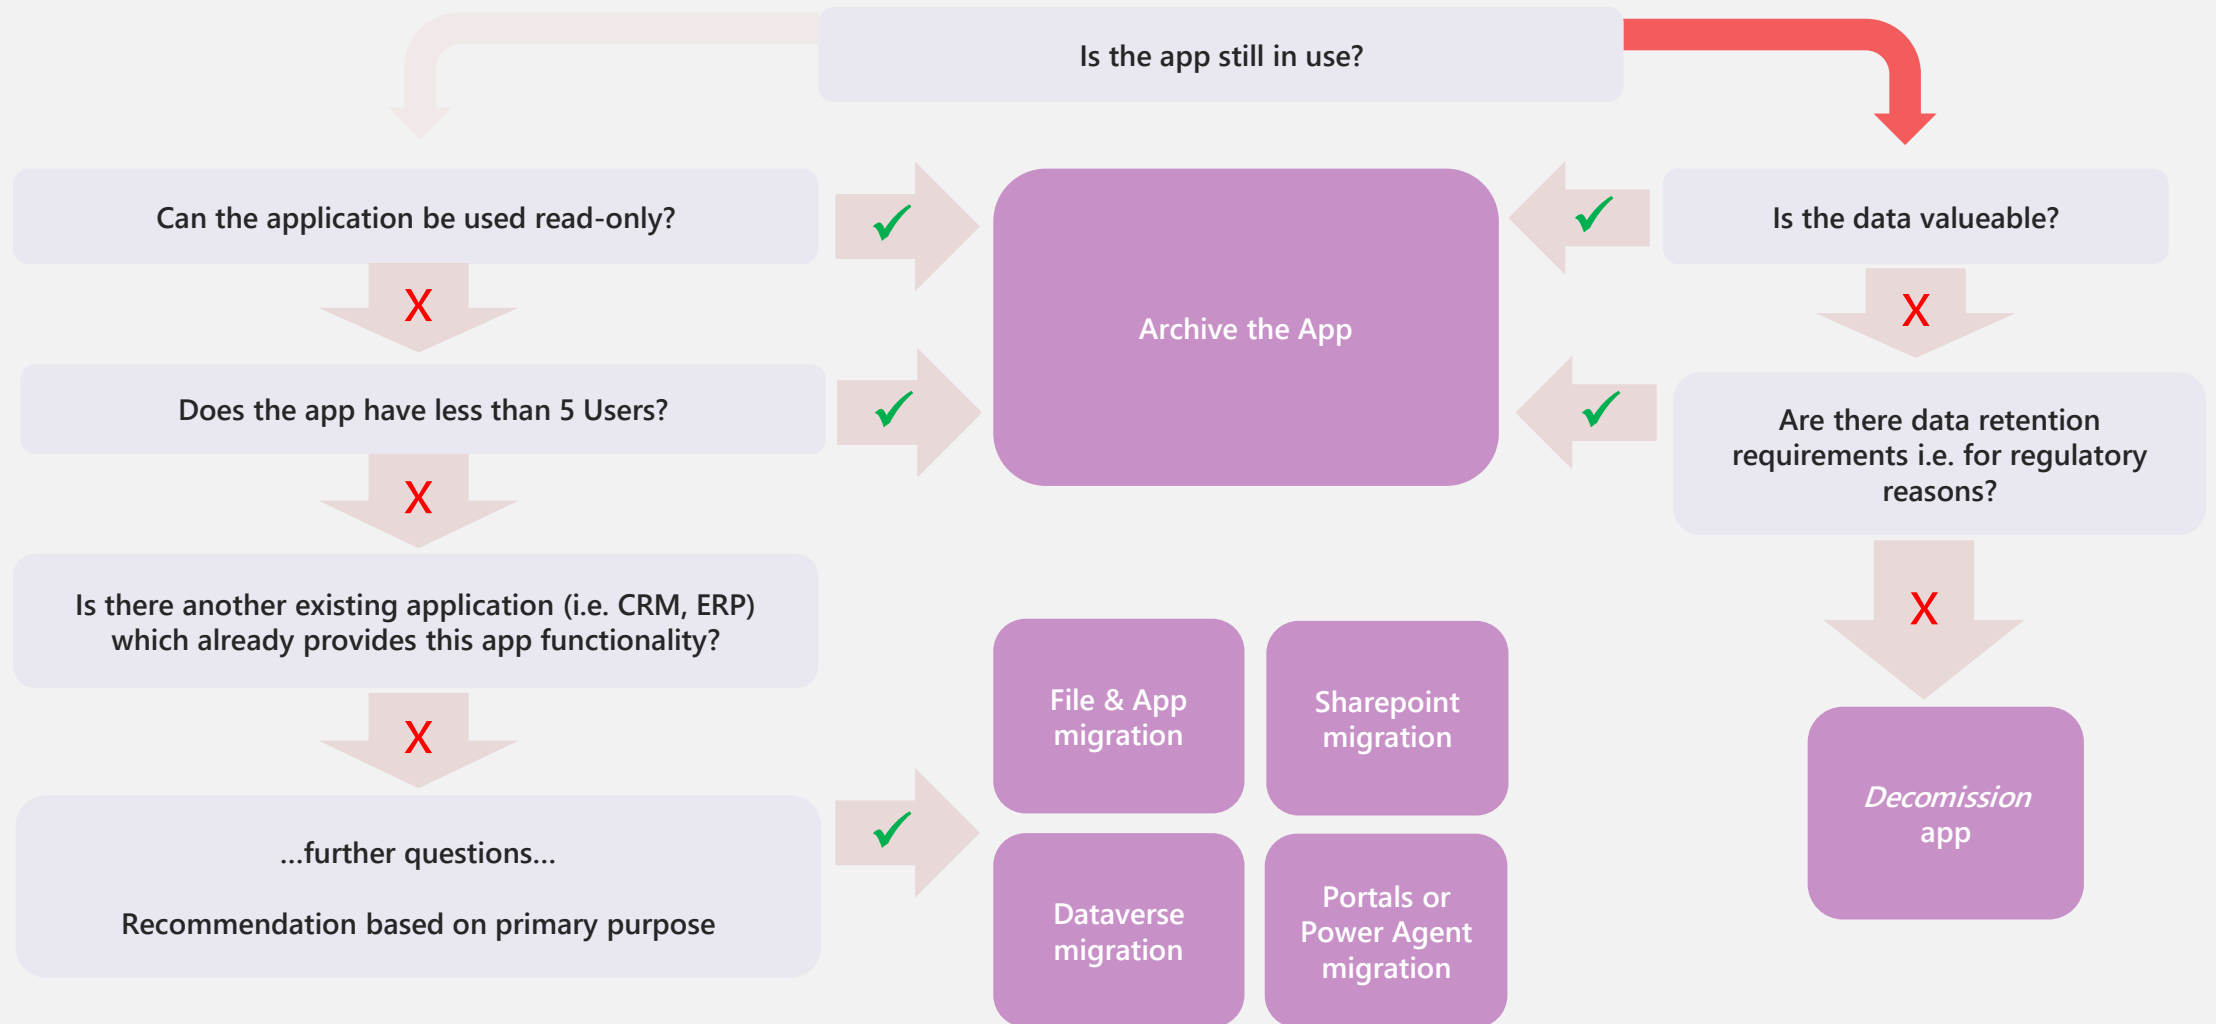 Is the app still in use?
Can the application be used read-only?
✓
Archive the App
✓
Is the data valueable?
X
X
Does the app have less than 5 Users?
✓
✓
Are there data retention
requirements i.e. for regulatory
reasons?
X
Is there another existing application (i.e. CRM, ERP)
which already provides this app functionality?
X
X
File & App
migration
Sharepoint
migration
Decomission
app
...further questions...
Recommendation based on primary purpose
✓
Dataverse
migration
Portals or
Power Agent
migration